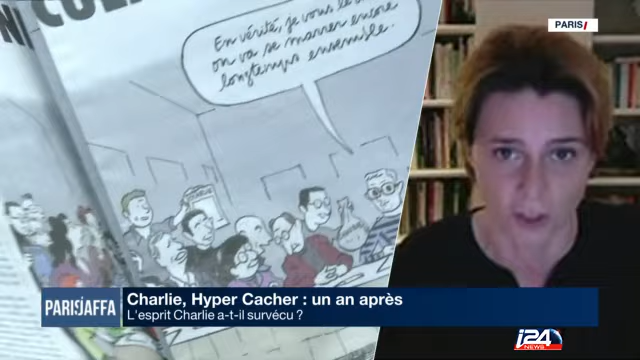 En vérité, je vous le
on va se marrer encore
longtemps ensemble.
PARIS
PARIS/JAFFA
Charlie, Hyper Cacher : un an après
L'esprit Charlie a-t-il survécu ?
i24
NEWS